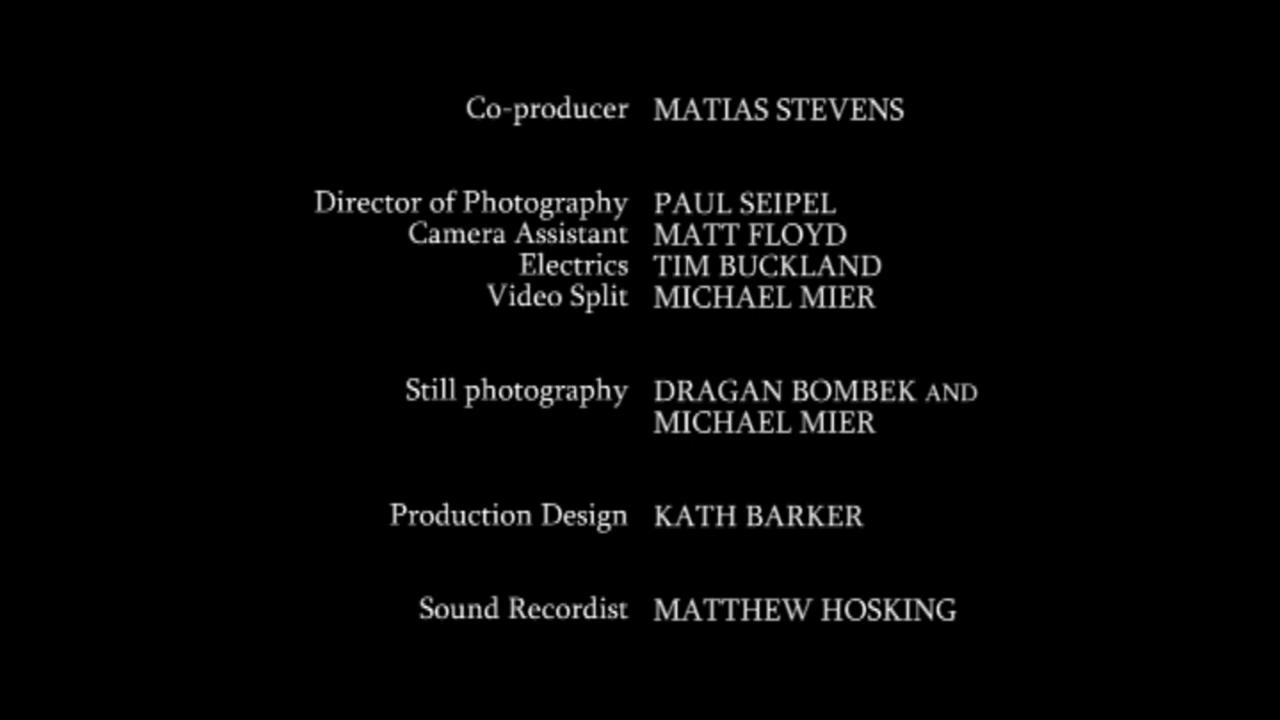 Co-producer MATIAS STEVENS
Director of Photography PAUL SEIPEL
Camera Assistant MATT FLOYD
Electrics TIM BUCKLAND
Video Split MICHAEL MIER
Still photography DRAGAN BOMBEK AND
MICHAEL MIER
Production Design KATH BARKER
Sound Recordist MATTHEW HOSKING